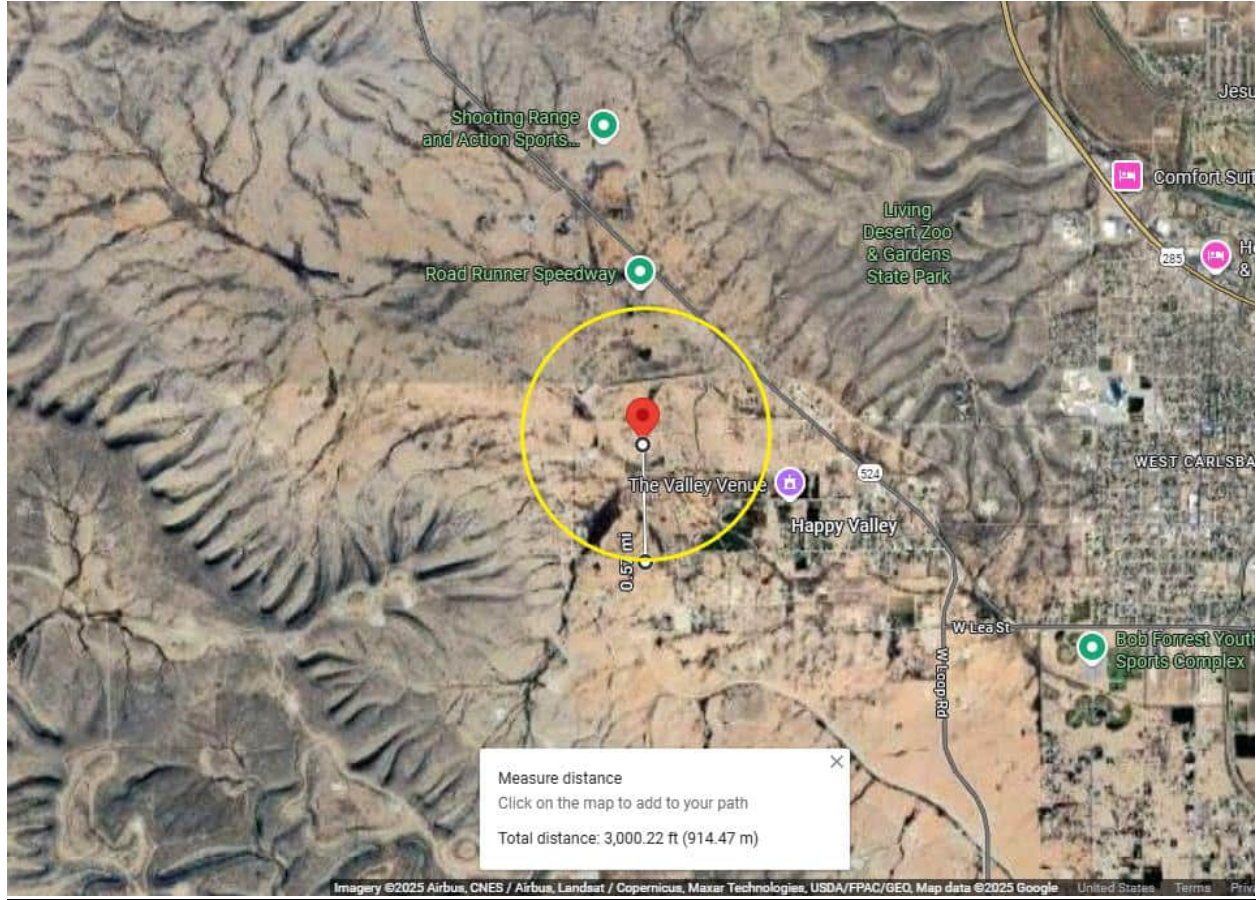 Jesu
Shooting Range
and Action Sports...
Comfort Suit
Living
Desert Zoo
& Gardens
State Park
285
H
&
Road Runner Speedway
WEST CARLSBA
The Valley Venue
524
Happy Valley
0.57 mi
W Lea St
Bob Forrest Yout
Sports Complex
W Loop Rd
Measure distance
Click on the map to add to your path
Total distance: 3,000.22 ft (914.47 m)
Imagery ©2025 Airbus, CNES / Airbus, Landsat / Copernicus, Maxar Technologies, USDA/FPAC/GEO, Map data ©2025 Google United States Terms Priva